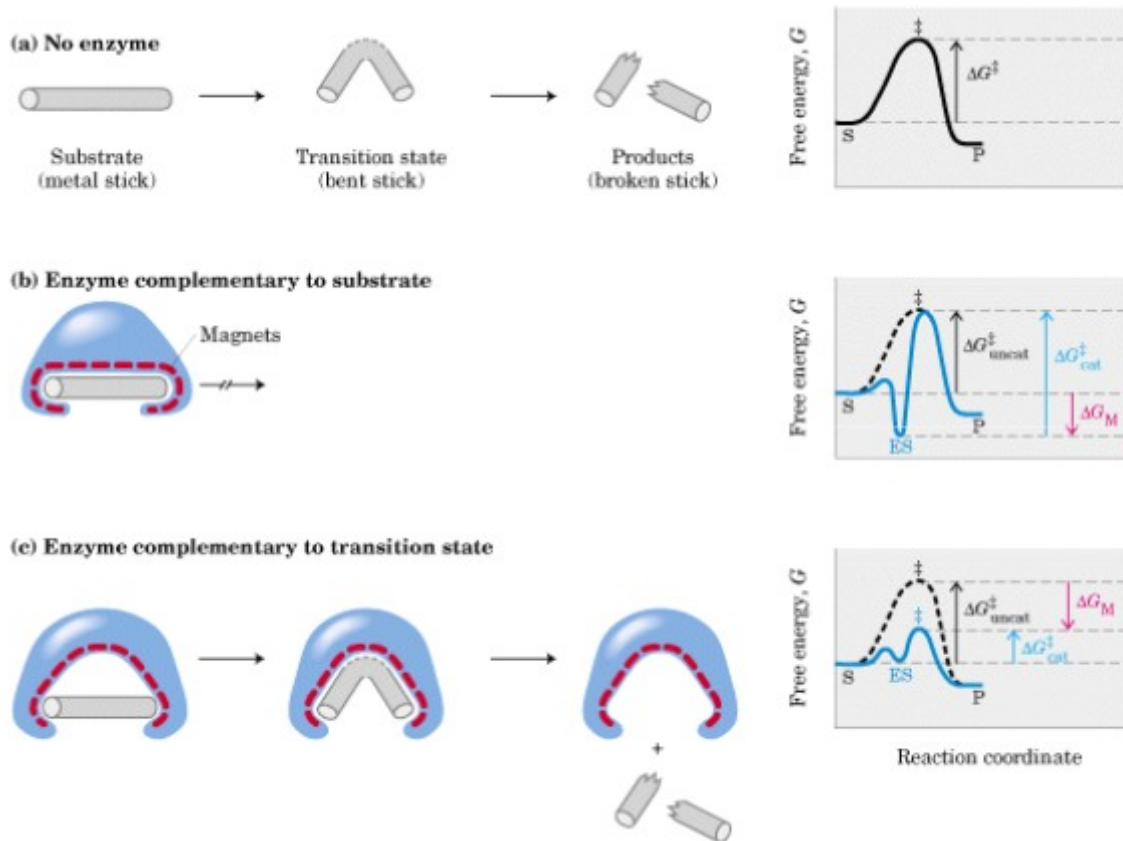 (a) No enzyme
Substrate
(metal stick)
Transition state
(bent stick)
Products
(broken stick)
Free energy, G
‡
ΔG‡
S
P
(b) Enzyme complementary to substrate
Magnets
Free energy, G
‡
ΔG‡uncat
ΔG‡cat
ΔGM
S
P
ES
(c) Enzyme complementary to transition state
+
Free energy, G
‡
‡
ΔG‡uncat
ΔGM
ΔG‡cat
S
ES
P
Reaction coordinate